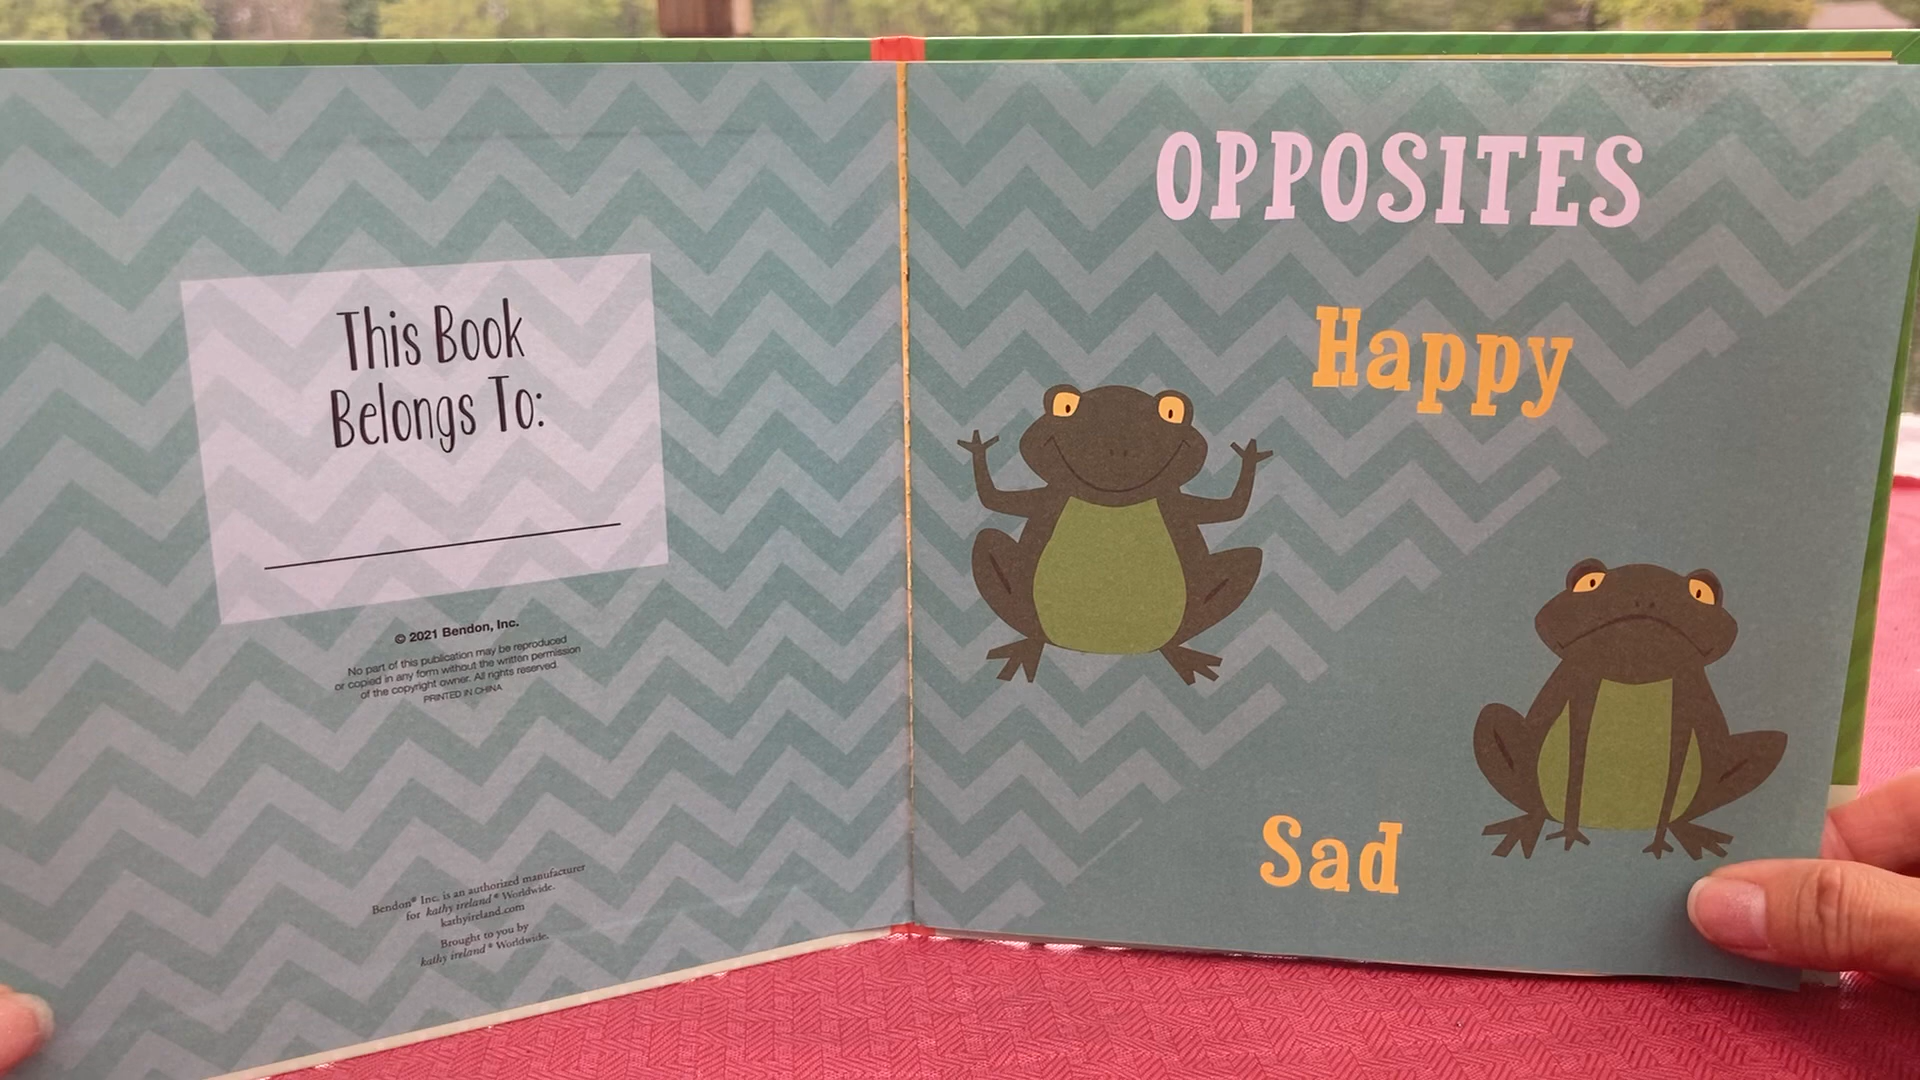 This Book
Belongs To:
© 2021 Bendon, Inc.
No part of this publication may be reproduced
or copied in any form without the written permission
of the copyright owner. All rights reserved.
PRINTED IN CHINA
Bendon® Inc. is an authorized manufacturer
for kathy ireland® Worldwide.
kathyireland.com
Brought to you by
kathy ireland® Worldwide.
OPPOSITES
Happy
Sad